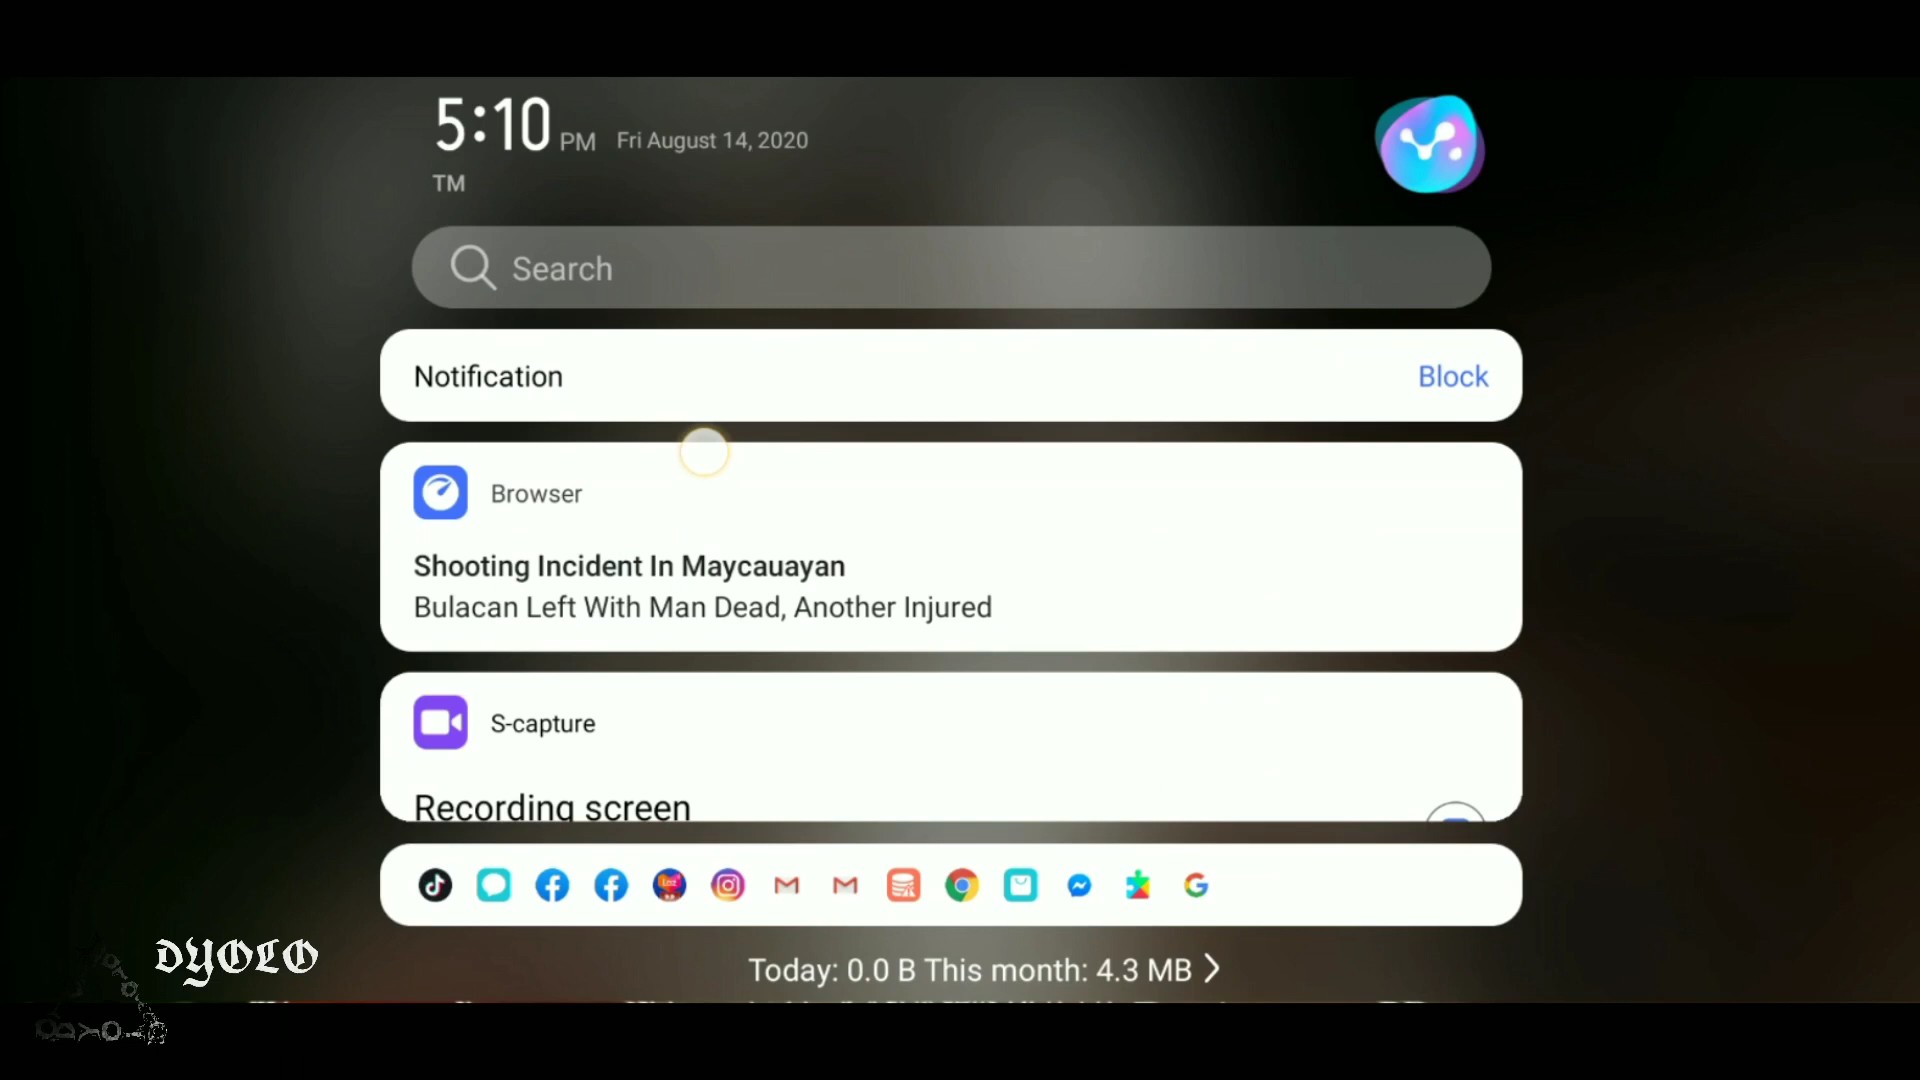 5:10 PM Fri August 14, 2020
TM
Search
Notification Block
Browser
Shooting Incident In Maycauayan
Bulacan Left With Man Dead, Another Injured
S-capture
Recording screen
Today: 0.0 B This month: 4.3 MB
DYOLO